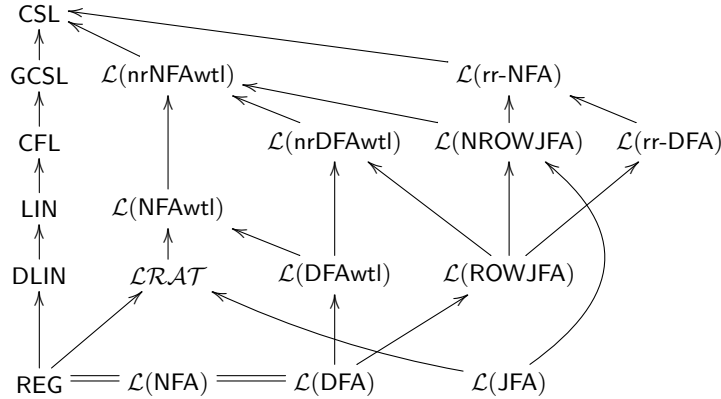 CSL
GCSL ℒ(nrNFAwtl) ℒ(rr-NFA)
CFL ℒ(nrDFAwtl) ℒ(NROWJFA) ℒ(rr-DFA)
LIN ℒ(NFAwtl)
DLIN ℒℛ𝒜𝒯 ℒ(DFAwtl) ℒ(ROWJFA)
REG ℒ(NFA) ℒ(DFA) ℒ(JFA)